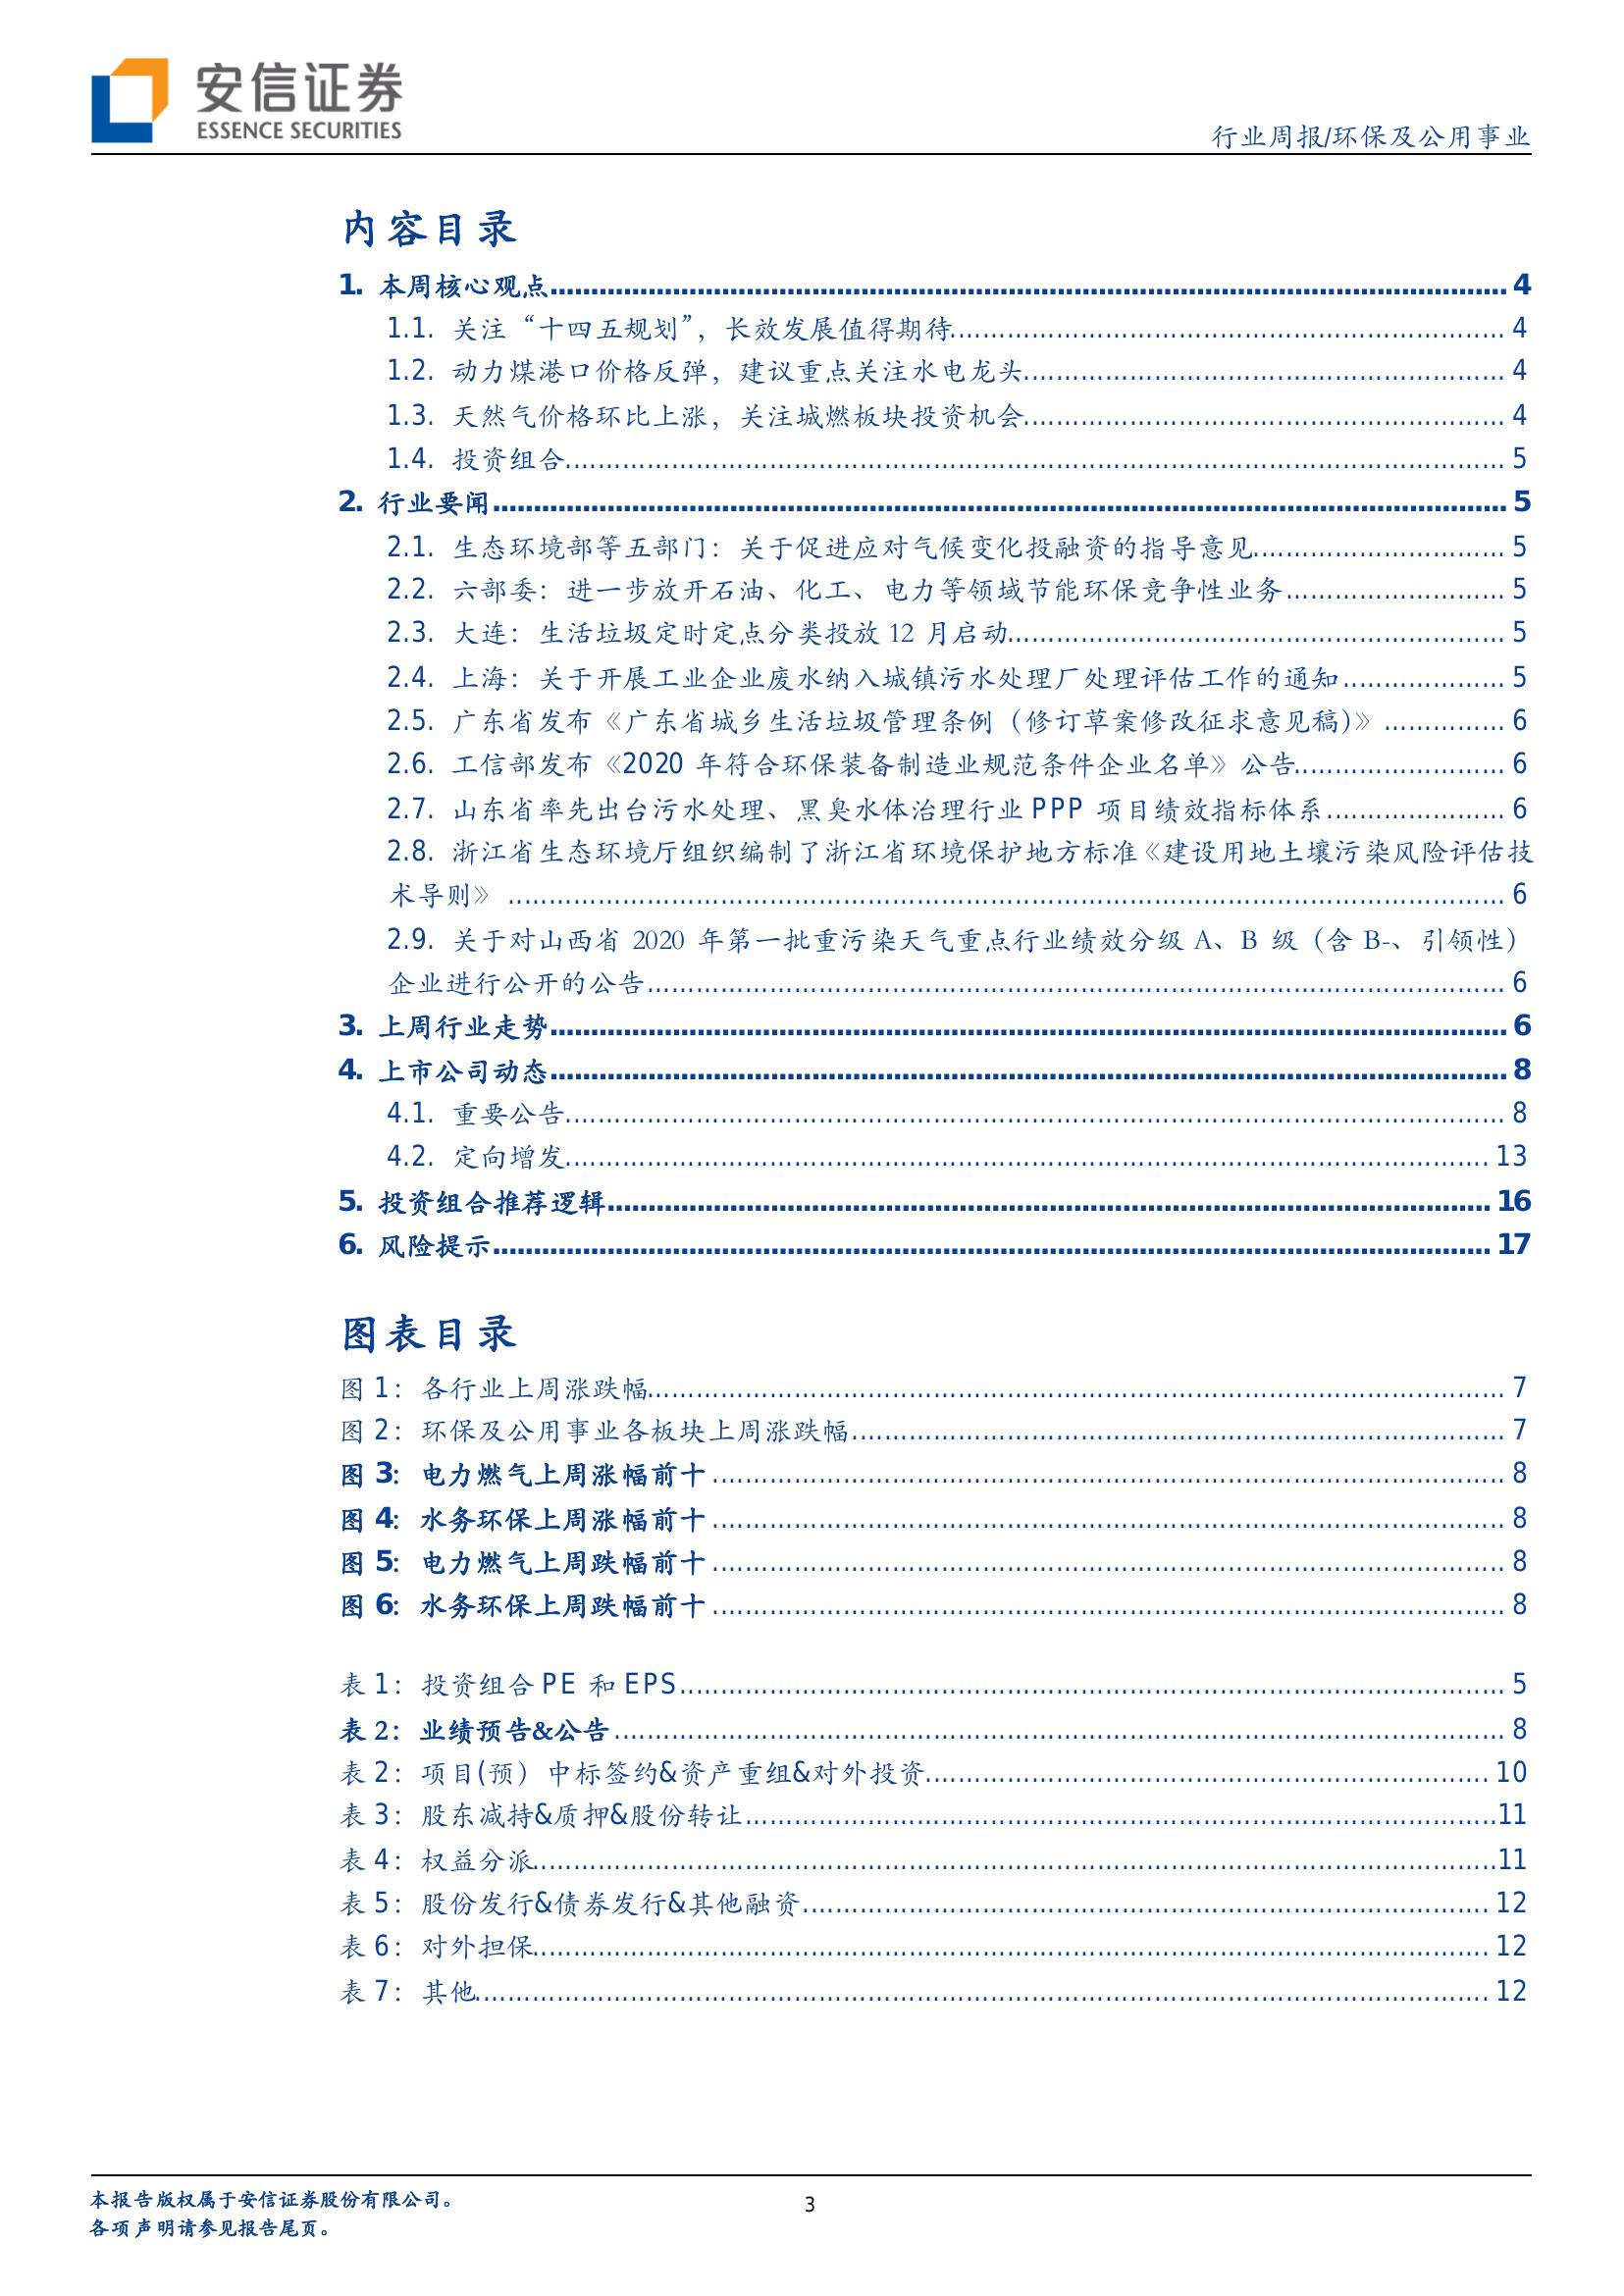 安信证券
ESSENCE SECURITIES
行业周报/环保及公用事业
内容目录
1. 本周核心观点 4
1.1. 关注“十四五规划”，长效发展值得期待 4
1.2. 动力煤港口价格反弹，建议重点关注水电龙头 4
1.3. 天然气价格环比上涨，关注城燃板块投资机会 4
1.4. 投资组合 5
2. 行业要闻 5
2.1. 生态环境部等五部门：关于促进应对气候变化投融资的指导意见 5
2.2. 六部委：进一步放开石油、化工、电力等领域节能环保竞争性业务 5
2.3. 大连：生活垃圾定时定点分类投放 12 月启动 5
2.4. 上海：关于开展工业企业废水纳入城镇污水处理厂处理评估工作的通知 5
2.5. 广东省发布《广东省城乡生活垃圾管理条例（修订草案修改征求意见稿)》 6
2.6. 工信部发布《2020 年符合环保装备制造业规范条件企业名单》公告 6
2.7. 山东省率先出台污水处理、黑臭水体治理行业 PPP 项目绩效指标体系 6
2.8. 浙江省生态环境厅组织编制了浙江省环境保护地方标准《建设用地土壤污染风险评估技
术导则》 6
2.9. 关于对山西省 2020 年第一批重污染天气重点行业绩效分级 A、B 级（含 B-、引领性）
企业进行公开的公告 6
3. 上周行业走势 6
4. 上市公司动态 8
4.1. 重要公告 8
4.2. 定向增发 13
5. 投资组合推荐逻辑 16
6. 风险提示 17
图表目录
图 1：各行业上周涨跌幅 7
图 2：环保及公用事业各板块上周涨跌幅 7
图 3：电力燃气上周涨幅前十 8
图 4：水务环保上周涨幅前十 8
图 5：电力燃气上周跌幅前十 8
图 6：水务环保上周跌幅前十 8
表 1：投资组合 PE 和 EPS 5
表 2：业绩预告&公告 8
表 2：项目(预）中标签约&资产重组&对外投资 10
表 3：股东减持&质押&股份转让 11
表 4：权益分派 11
表 5：股份发行&债券发行&其他融资 12
表 6：对外担保 12
表 7：其他 12
本报告版权属于安信证券股份有限公司。
3
各项声明请参见报告尾页。